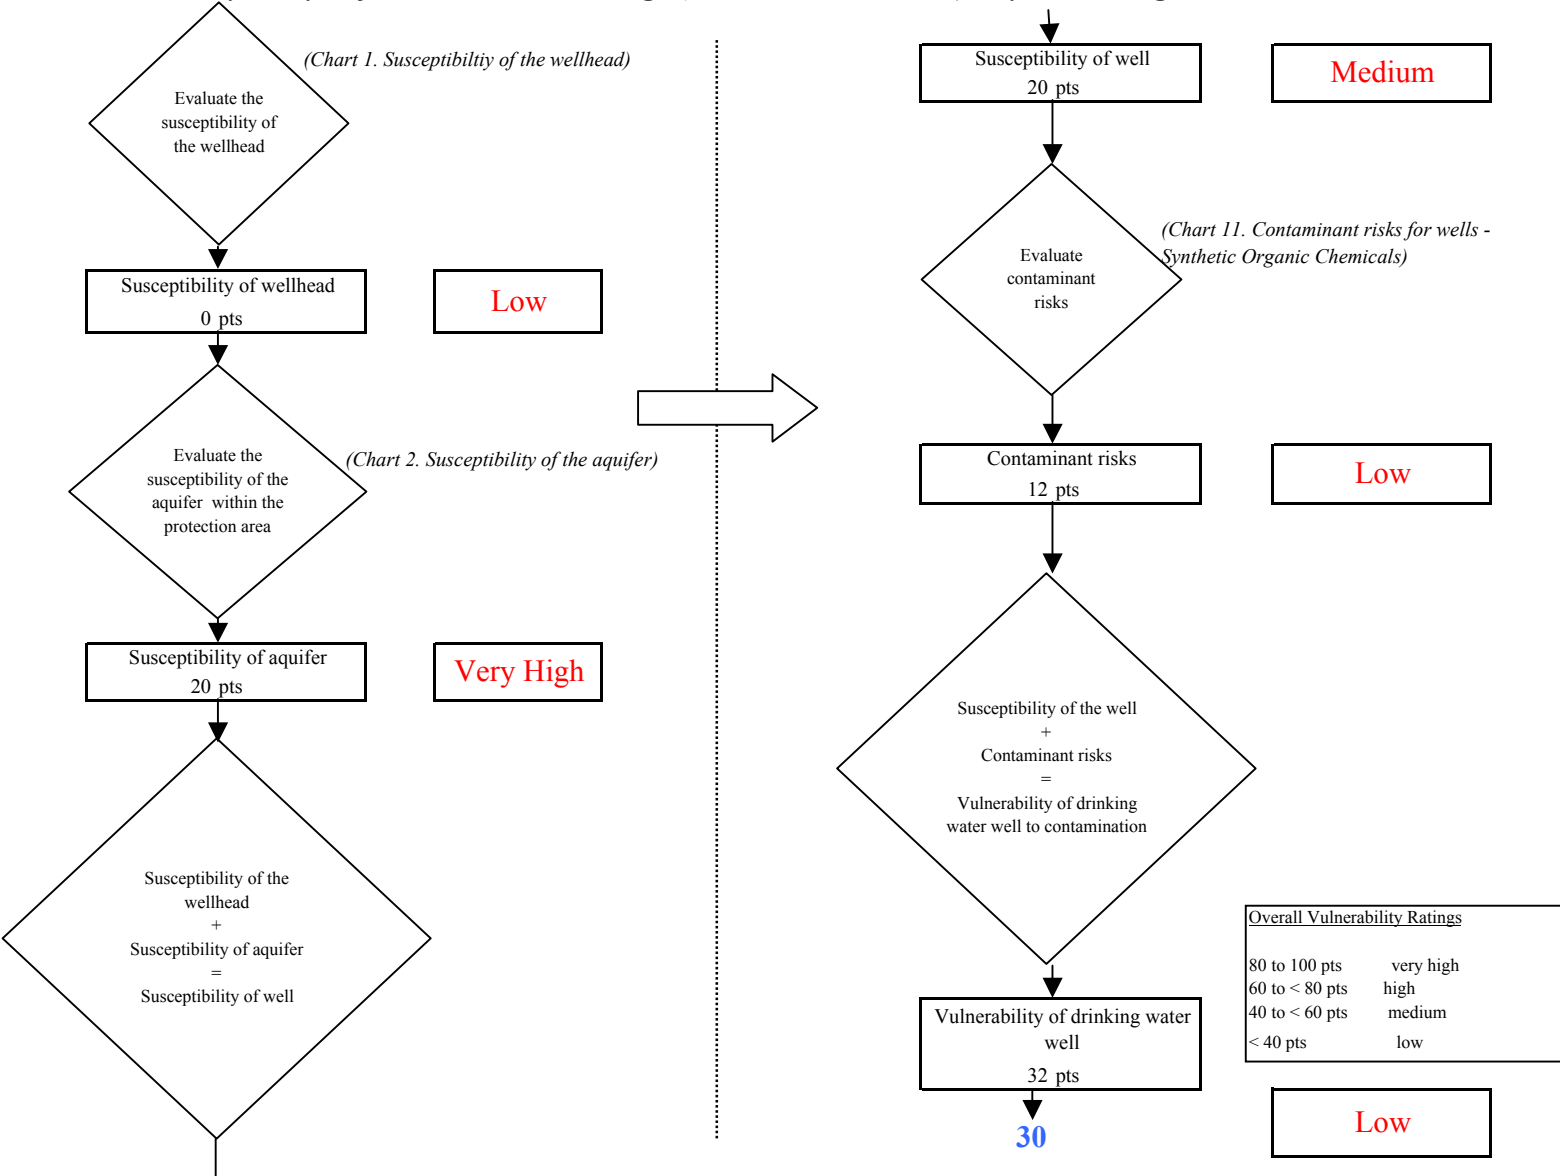 (Chart 1. Susceptibiltiy of the wellhead)
Evaluate the
susceptibility of
the wellhead
Susceptibility of wellhead
0 pts
Low
(Chart 2. Susceptibility of the aquifer)
Evaluate the
susceptibility of the
aquifer within the
protection area
Susceptibility of aquifer
20 pts
Very High
Susceptibility of the
wellhead
+
Susceptibility of aquifer
=
Susceptibility of well
Susceptibility of well
20 pts
Medium
(Chart 11. Contaminant risks for wells -
Synthetic Organic Chemicals)
Evaluate
contaminant
risks
Contaminant risks
12 pts
Low
Susceptibility of the well
+
Contaminant risks
=
Vulnerability of drinking
water well to contamination
Overall Vulnerability Ratings
80 to 100 pts very high
60 to < 80 pts high
40 to < 60 pts medium
< 40 pts low
Vulnerability of drinking water
well
32 pts
30
Low